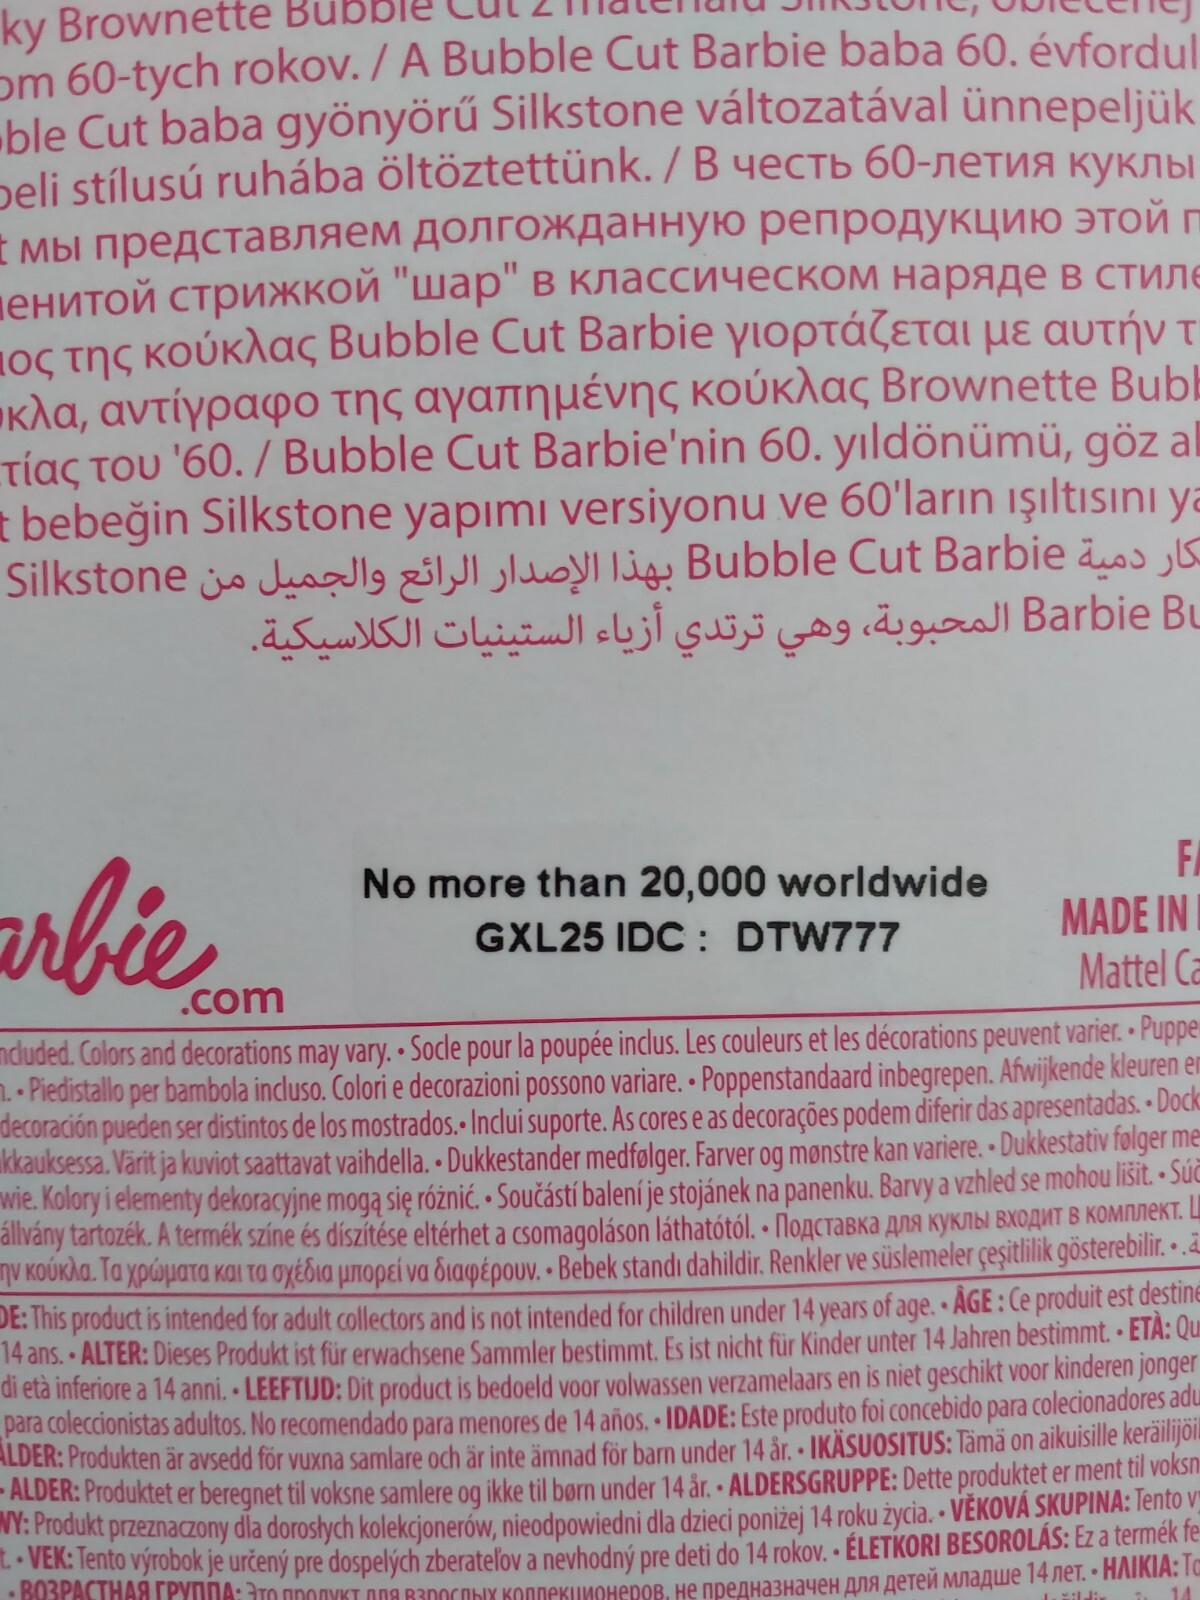 ky Brownette Bubble Cut z materiálu Silkstone, oblečenej
om 60-tych rokov. / A Bubble Cut Barbie baba 60. évfordul
ble Cut baba gyönyörű Silkstone változatával ünnepeljük
beli stílusú ruhába öltöztettünk. / В честь 60-летия куклы
t мы представляем долгожданную репродукцию этой п
енитой стрижкой "шар" в классическом наряде в стиле
ιος της κούκλας Bubble Cut Barbie γιορτάζεται με αυτήν τ
κλα, αντίγραφο της αγαπημένης κούκλας Brownette Bubb
τίας του '60. / Bubble Cut Barbie'nin 60. yıldönümü, göz al
t bebeğin Silkstone yapımı versiyonu ve 60'ların ışıltısını ya
كار دمية Bubble Cut Barbie بهذا الإصدار الرائع والجميل من Silkstone
Barbie Bu المحبوبة، وهي ترتدي أزياء الستينيات الكلاسيكية.
arbie.com
No more than 20,000 worldwide
GXL25 IDC : DTW777
FA
MADE IN
Mattel Ca
ncluded. Colors and decorations may vary. • Socle pour la poupée inclus. Les couleurs et les décorations peuvent varier. • Puppe
n. • Piedistallo per bambola incluso. Colori e decorazioni possono variare. • Poppenstandaard inbegrepen. Afwijkende kleuren en
decoración pueden ser distintos de los mostrados.• Inclui suporte. As cores e as decorações podem diferir das apresentadas. • Dock
kkauksessa. Värit ja kuviot saattavat vaihdella. • Dukkestander medfølger. Farver og mønstre kan variere. • Dukkestativ følger me
wie. Kolory i elementy dekoracyjne mogą się różnić. • Součástí balení je stojánek na panenku. Barvy a vzhled se mohou lišit. • Súč
állvány tartozék. A termék színe és díszítése eltérhet a csomagoláson láthatótól. • Подставка для куклы входит в комплект. Ц
ην κούκλα. Τα χρώματα και τα σχέδια μπορεί να διαφέρουν. • Bebek standı dahildir. Renkler ve süslemeler çeşitlilik gösterebilir. •
DE: This product is intended for adult collectors and is not intended for children under 14 years of age. • ÂGE : Ce produit est destiné
14 ans. • ALTER: Dieses Produkt ist für erwachsene Sammler bestimmt. Es ist nicht für Kinder unter 14 Jahren bestimmt. • ETÀ: Qu
di età inferiore a 14 anni. • LEEFTIJD: Dit product is bedoeld voor volwassen verzamelaars en is niet geschikt voor kinderen jonger
para coleccionistas adultos. No recomendado para menores de 14 años. • IDADE: Este produto foi concebido para colecionadores adu
ÅLDER: Produkten är avsedd för vuxna samlare och är inte ämnad för barn under 14 år. • IKÄSUOSITUS: Tämä on aikuisille keräilijöil
• ALDER: Produktet er beregnet til voksne samlere og ikke til børn under 14 år. • ALDERSGRUPPE: Dette produktet er ment til voksn
WY: Produkt przeznaczony dla dorosłych kolekcjonerów, nieodpowiedni dla dzieci poniżej 14 roku życia. • VĚKOVÁ SKUPINA: Tento v
t. • VEK: Tento výrobok je určený pre dospelých zberateľov a nevhodný pre deti do 14 rokov. • ÉLETKORI BESOROLÁS: Ez a termék fe
• ВОЗРАСТНАЯ ГРУППА: Это продукт для взрослых коллекционеров, не предназначен для детей младше 14 лет. • ΗΛΙΚΙΑ: Το